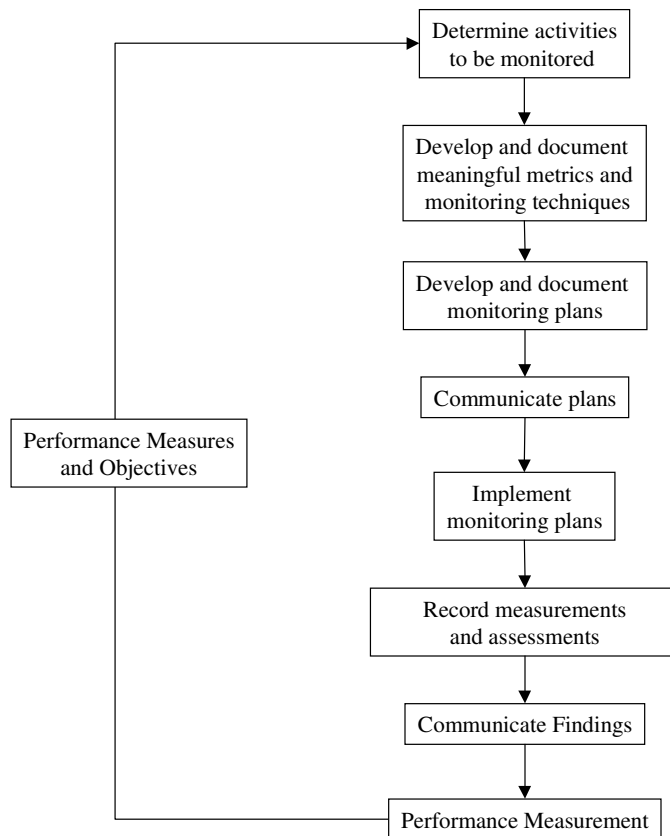 Determine activities
to be monitored
Develop and document
meaningful metrics and
monitoring techniques
Develop and document
monitoring plans
Communicate plans
Performance Measures
and Objectives
Implement
monitoring plans
Record measurements
and assessments
Communicate Findings
Performance Measurement